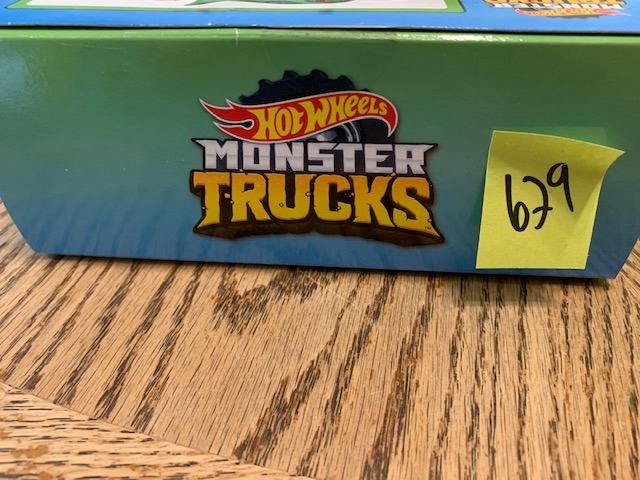 HOT WHEELS
MONSTER
TRUCKS
679